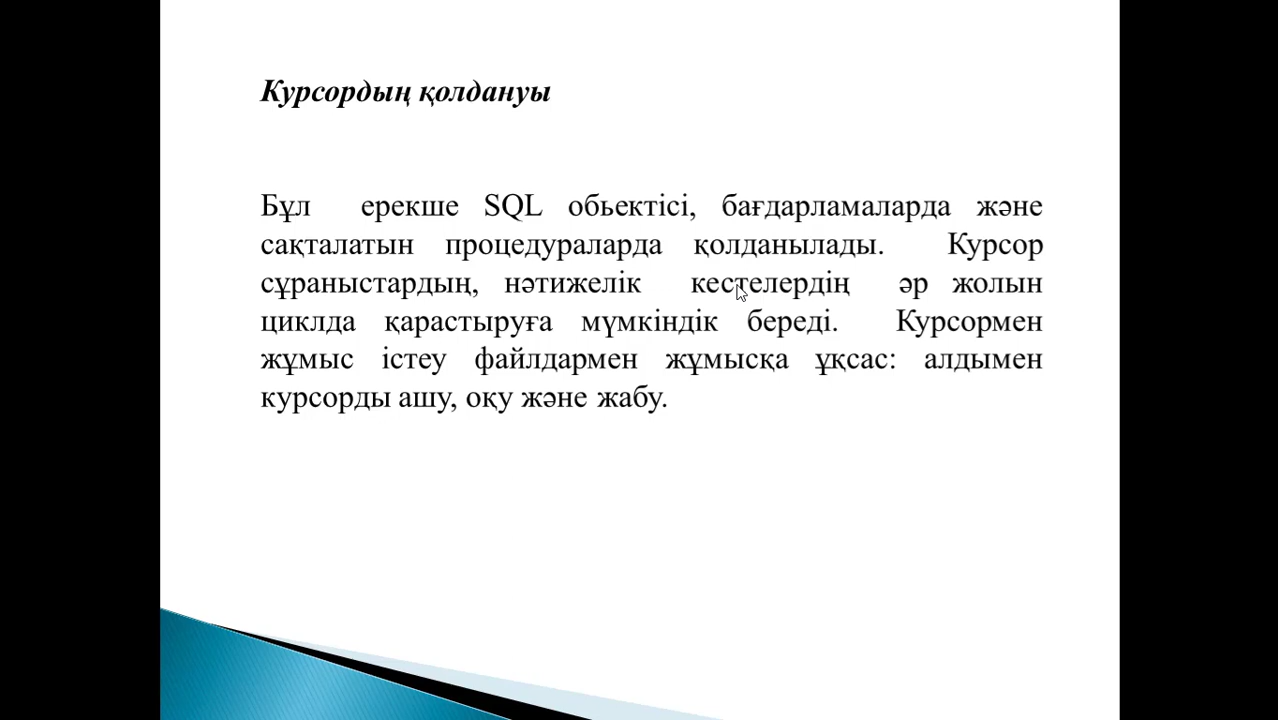 Курсордың қолдануы
Бұл ерекше SQL обьектісі, бағдарламаларда және
сақталатын процедураларда қолданылады. Курсор
сұраныстардың, нәтижелік кестелердің әр жолын
циклда қарастыруға мүмкіндік береді. Курсормен
жұмыс істеу файлдармен жұмысқа ұқсас: алдымен
курсорды ашу, оқу және жабу.